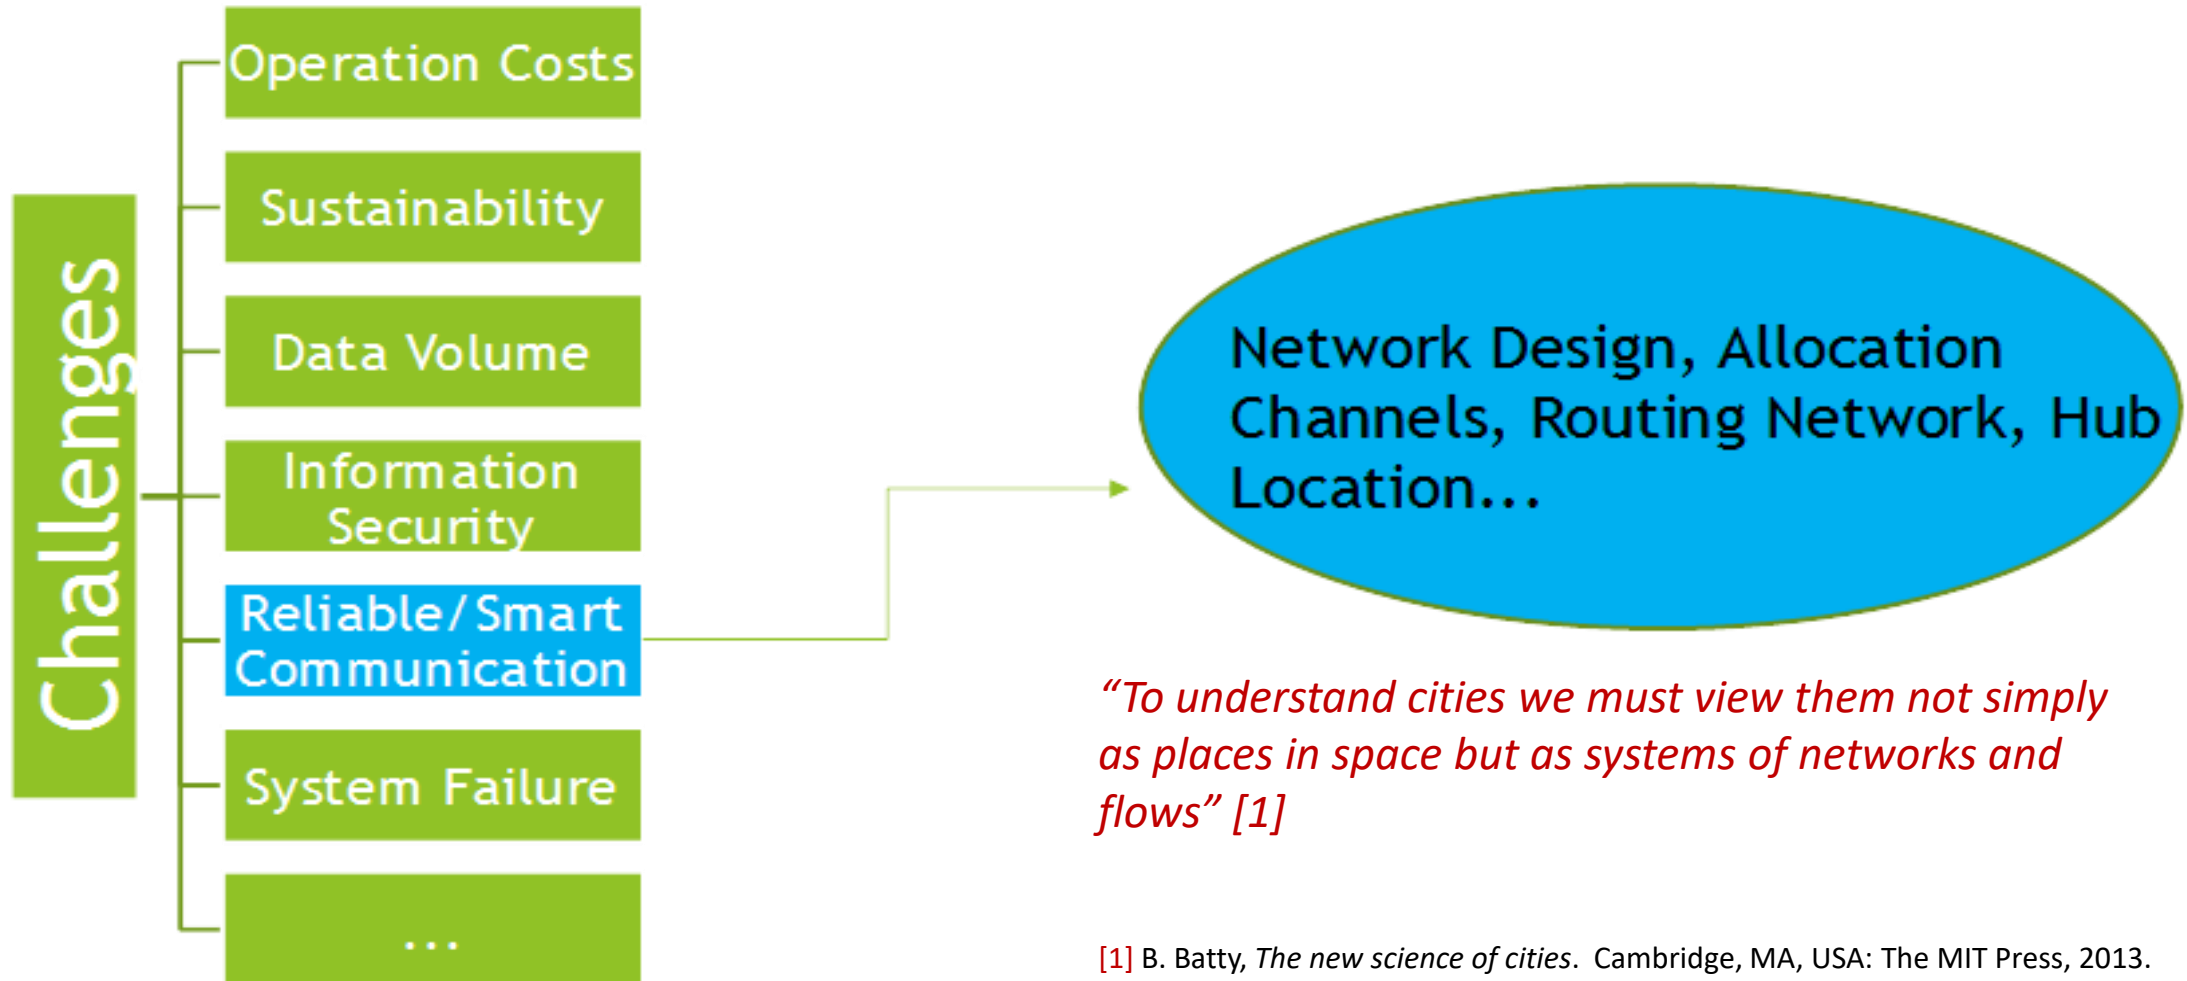 Challenges
Operation Costs
Sustainability
Data Volume
Information
Security
Reliable/Smart
Communication
System Failure
...
Network Design, Allocation
Channels, Routing Network, Hub
Location...
“To understand cities we must view them not simply
as places in space but as systems of networks and
flows” [1]
[1] B. Batty, The new science of cities. Cambridge, MA, USA: The MIT Press, 2013.